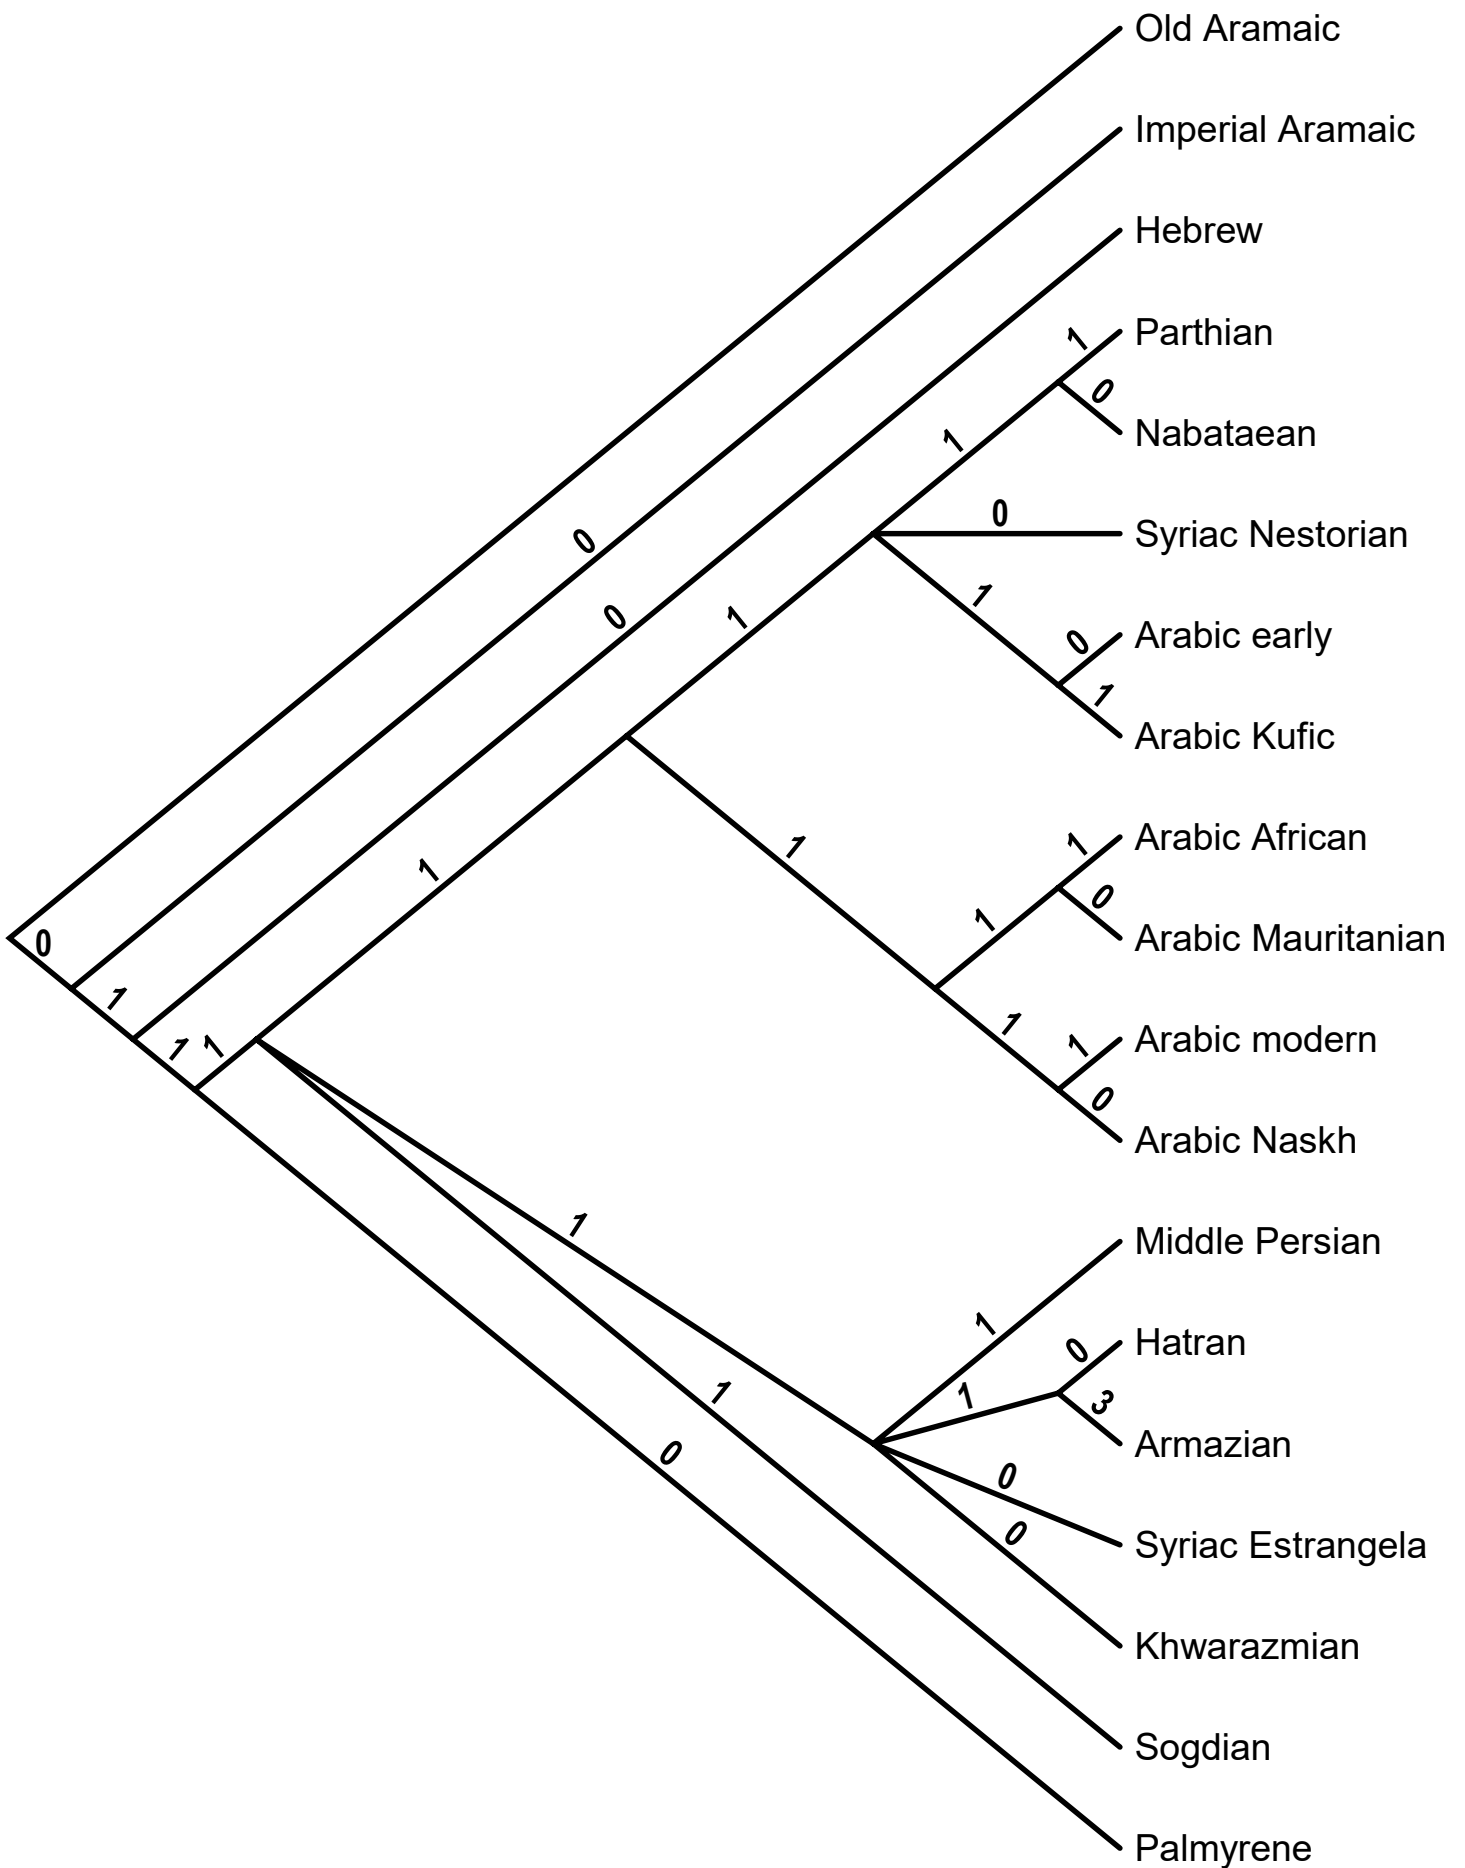 Old Aramaic
Imperial Aramaic
Hebrew
1
Parthian
0
Nabataean
1
0
Syriac Nestorian
0
0
1
1
0
Arabic early
1
Arabic Kufic
1
1
1
Arabic African
0
Arabic Mauritanian
1
0
1
1
1
1
1
1
Arabic modern
0
Arabic Naskh
1
Middle Persian
1
0
Hatran
1
3
Armazian
1
0
0
Syriac Estrangela
0
Khwarazmian
Sogdian
Palmyrene